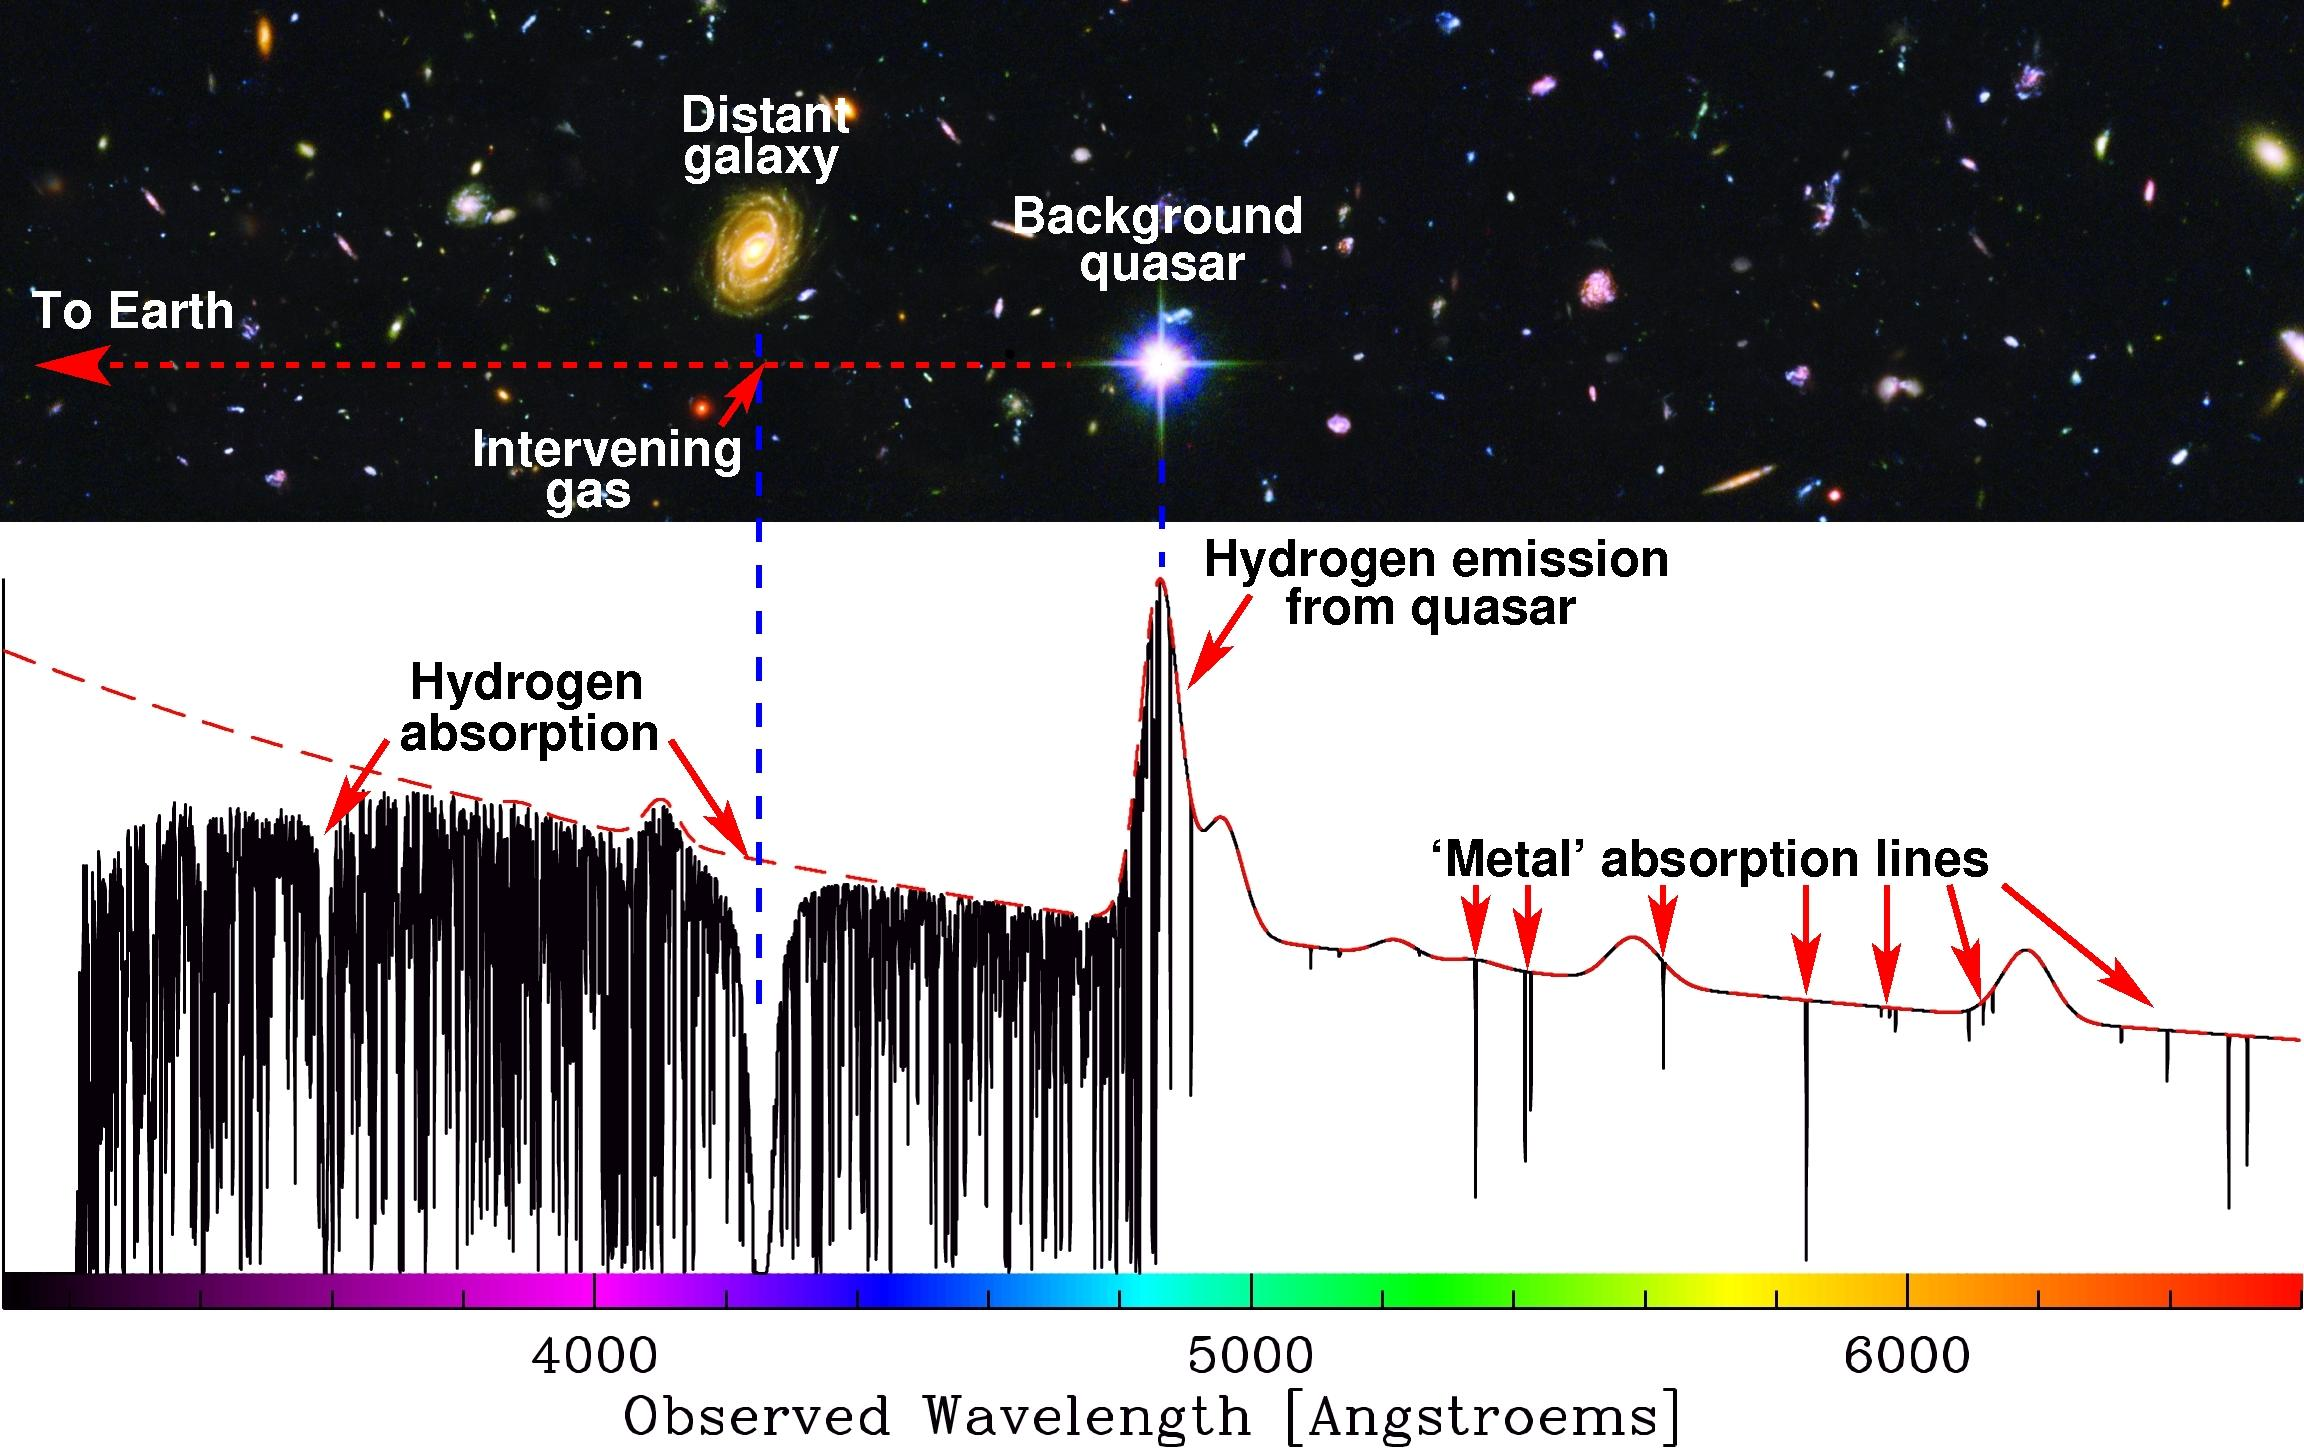 Distant
galaxy
Background
quasar
To Earth
Intervening
gas
Hydrogen emission
from quasar
Hydrogen
absorption
‘Metal’ absorption lines
4000
5000
6000
Observed Wavelength [Angstroems]